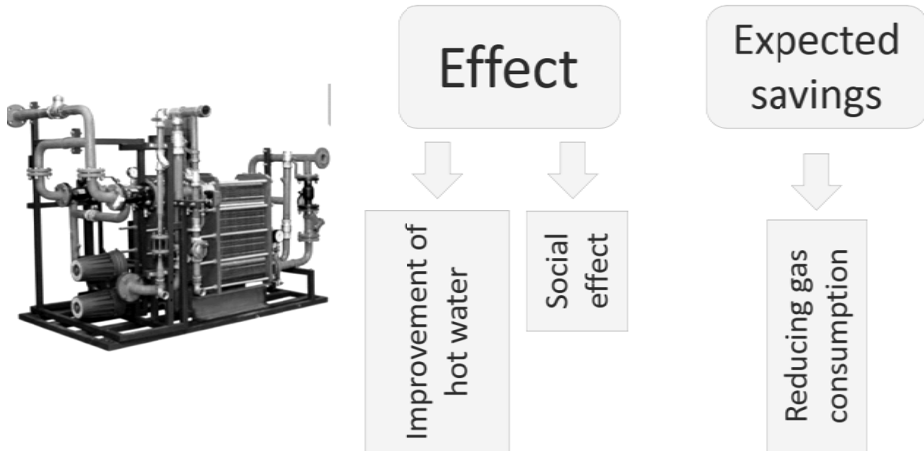 Effect
Expected
savings
Improvement of
hot water
Social
effect
Reducing gas
consumption